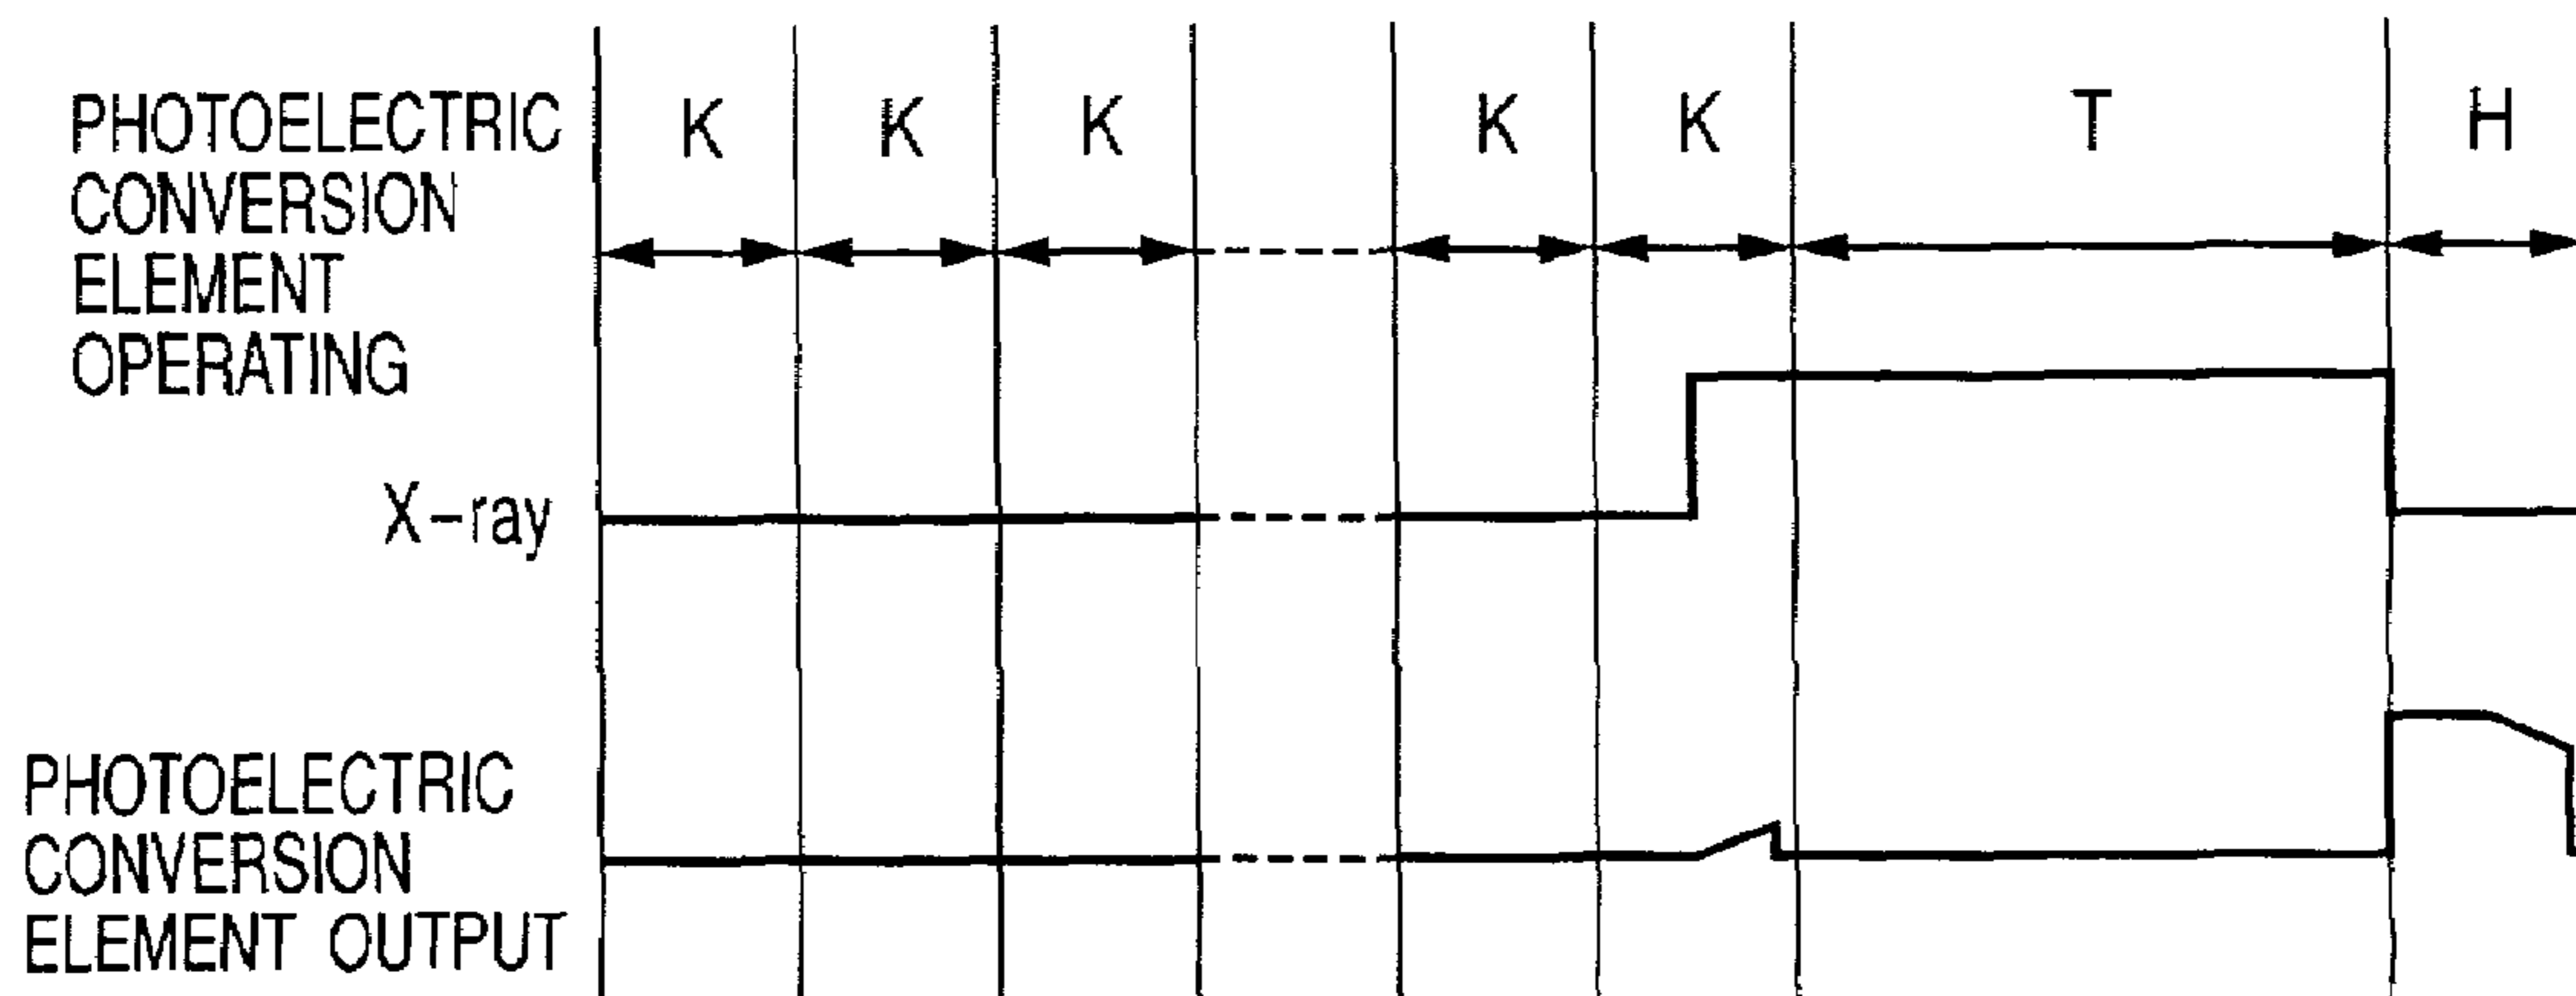 PHOTOELECTRIC
CONVERSION
ELEMENT
OPERATING
K K K K K T H
X-ray
PHOTOELECTRIC
CONVERSION
ELEMENT OUTPUT